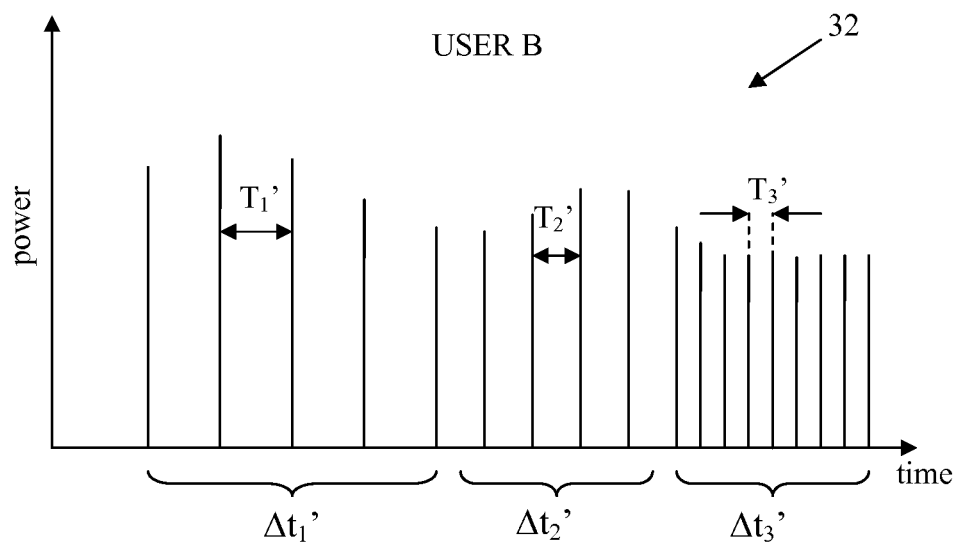 USER B
32
power
T₁’
T₂’
T₃’
time
Δt₁’
Δt₂’
Δt₃’